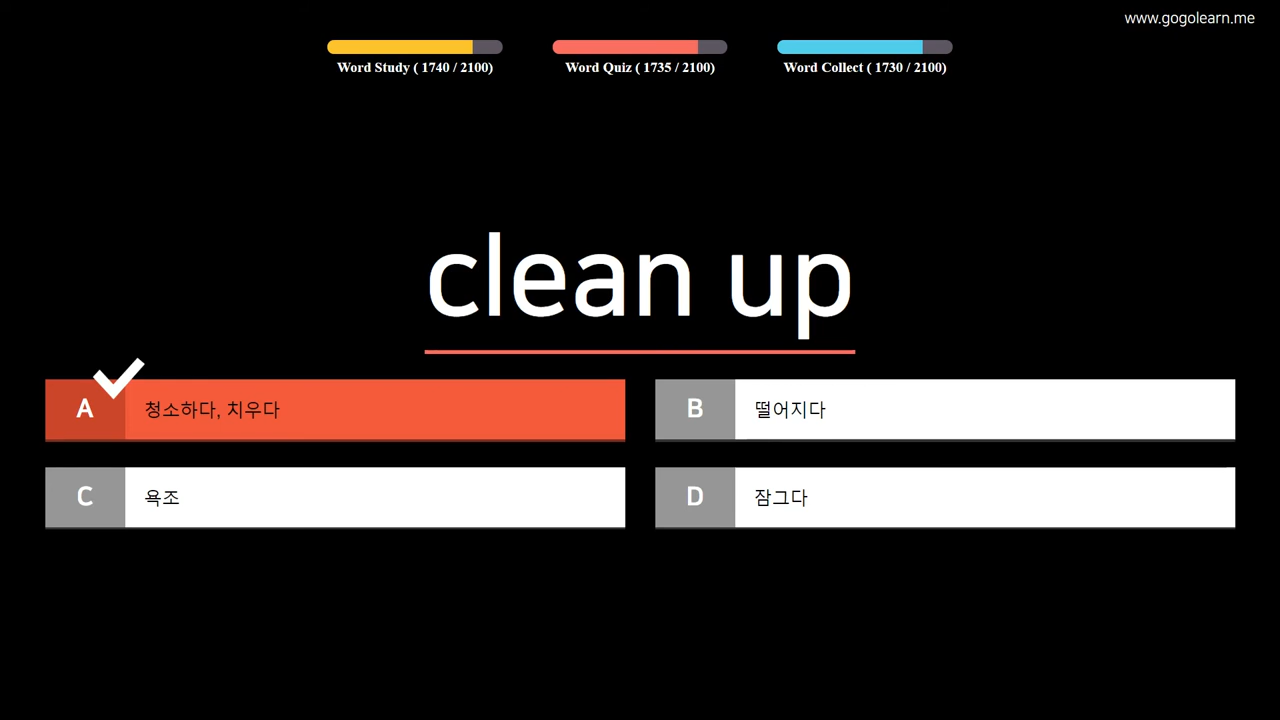 www.gogolearn.me
Word Study ( 1740 / 2100)
Word Quiz ( 1735 / 2100)
Word Collect ( 1730 / 2100)
clean up
A 청소하다, 치우다
B 떨어지다
C 욕조
D 잠그다